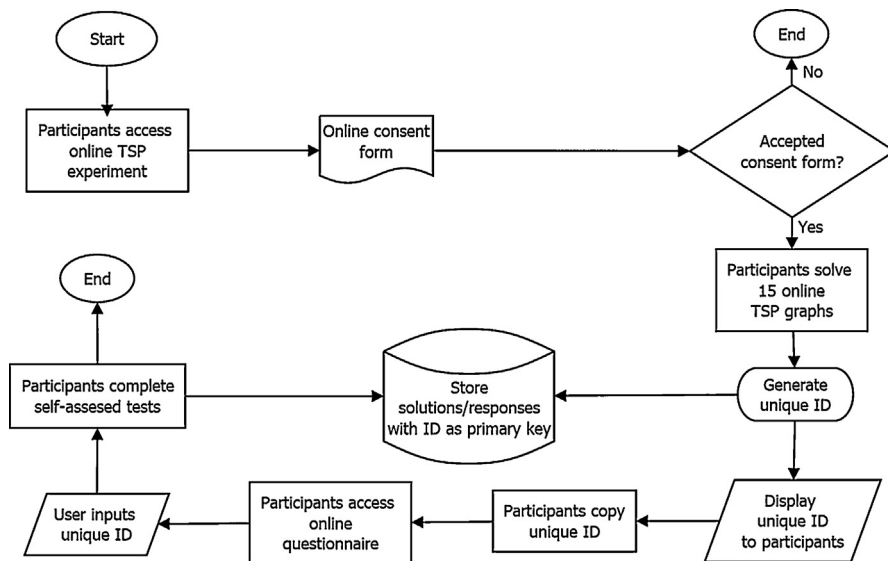 Start
Participants access
online TSP
experiment
Online consent
form
Accepted
consent form?
No
End
Yes
Participants solve
15 online
TSP graphs
Generate
unique ID
Store
solutions/responses
with ID as primary key
Display
unique ID
to participants
Participants copy
unique ID
Participants access
online
questionnaire
User inputs
unique ID
Participants complete
self-assesed tests
End